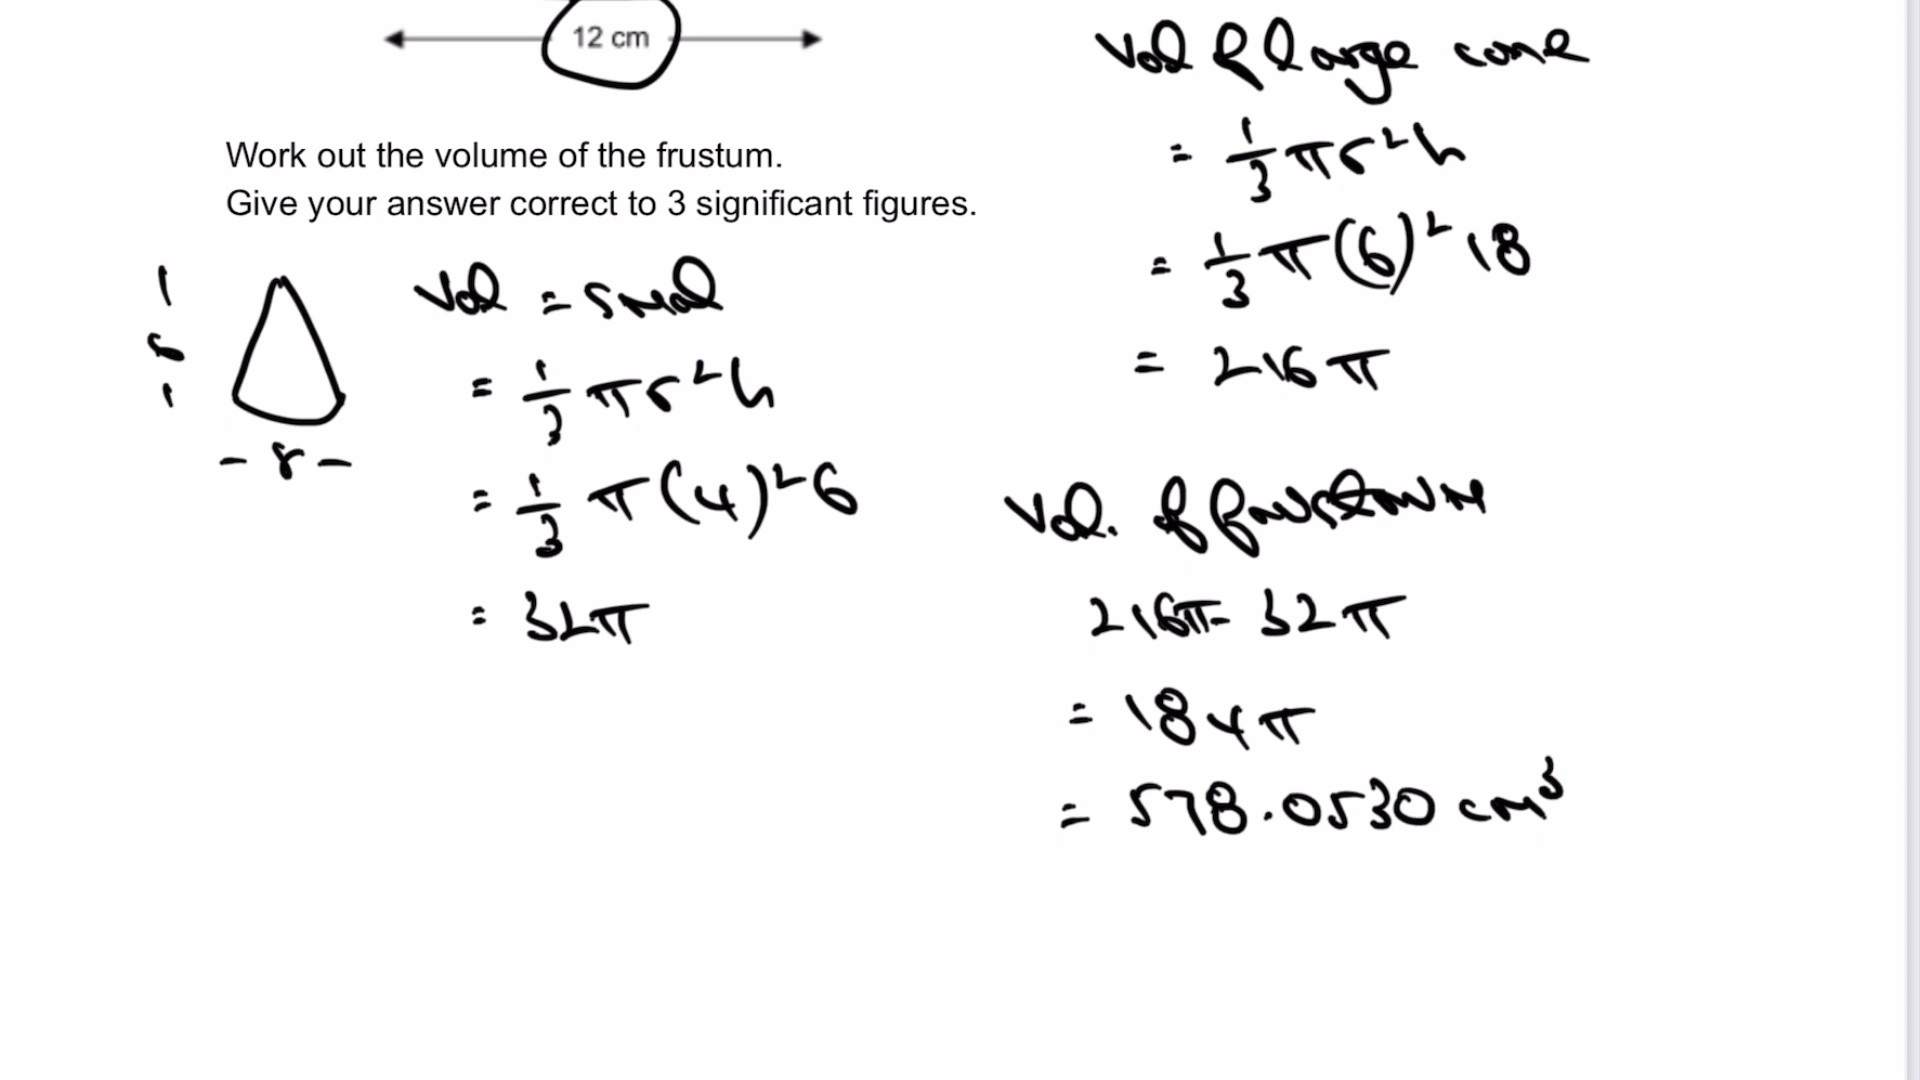 12 cm
Work out the volume of the frustum.
Give your answer correct to 3 significant figures.
6
- 8 -
Vol = small
= 1/3 πr²h
= 1/3 π(4)² 6
= 32π
Vol of large cone
= 1/3 πr²h
= 1/3 π(6)² 18
= 216π
Vol. of frustum
216π - 32π
= 184π
= 578.0530 cm³